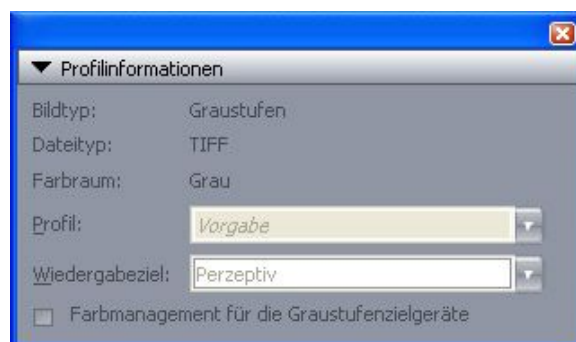 Profilinformationen
Bildtyp: Graustufen
Dateityp: TIFF
Farbraum: Grau
Profil: Vorgabe
Wiedergabeziel: Perzeptiv
Farbmanagement für die Graustufenzielgeräte